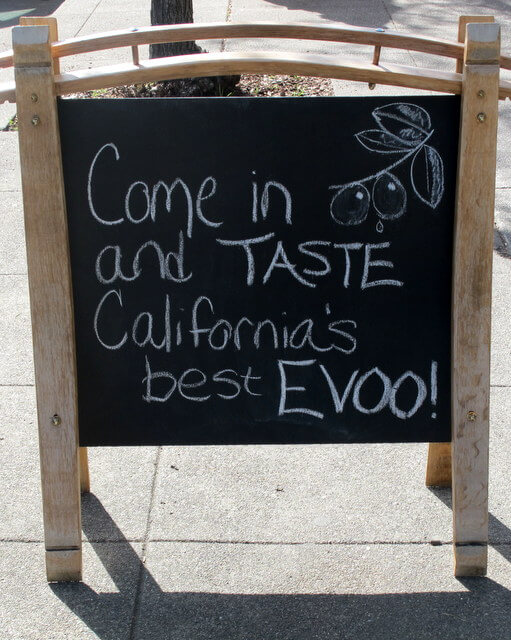 Come in
and TASTE
California's
best EVOO!